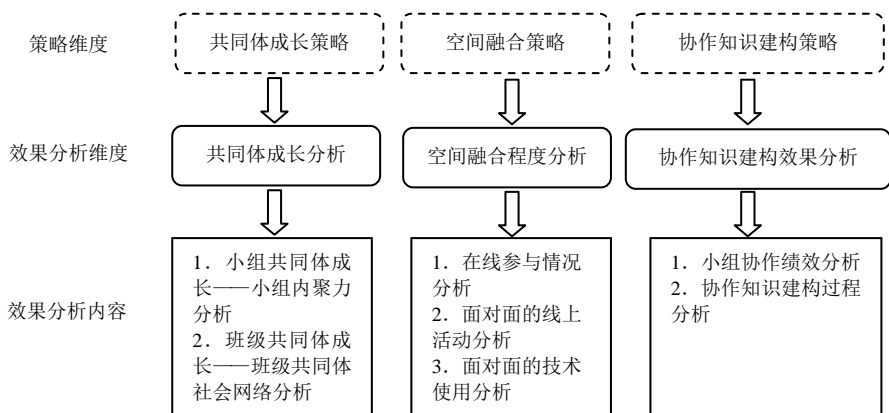 策略维度
共同体成长策略
空间融合策略
协作知识建构策略
效果分析维度
共同体成长分析
空间融合程度分析
协作知识建构效果分析
效果分析内容
1．小组共同体成
长——小组内聚力
分析
2．班级共同体成
长——班级共同体
社会网络分析
1．在线参与情况
分析
2．面对面的线上
活动分析
3．面对面的技术
使用分析
1．小组协作绩效分析
2．协作知识建构过程
分析